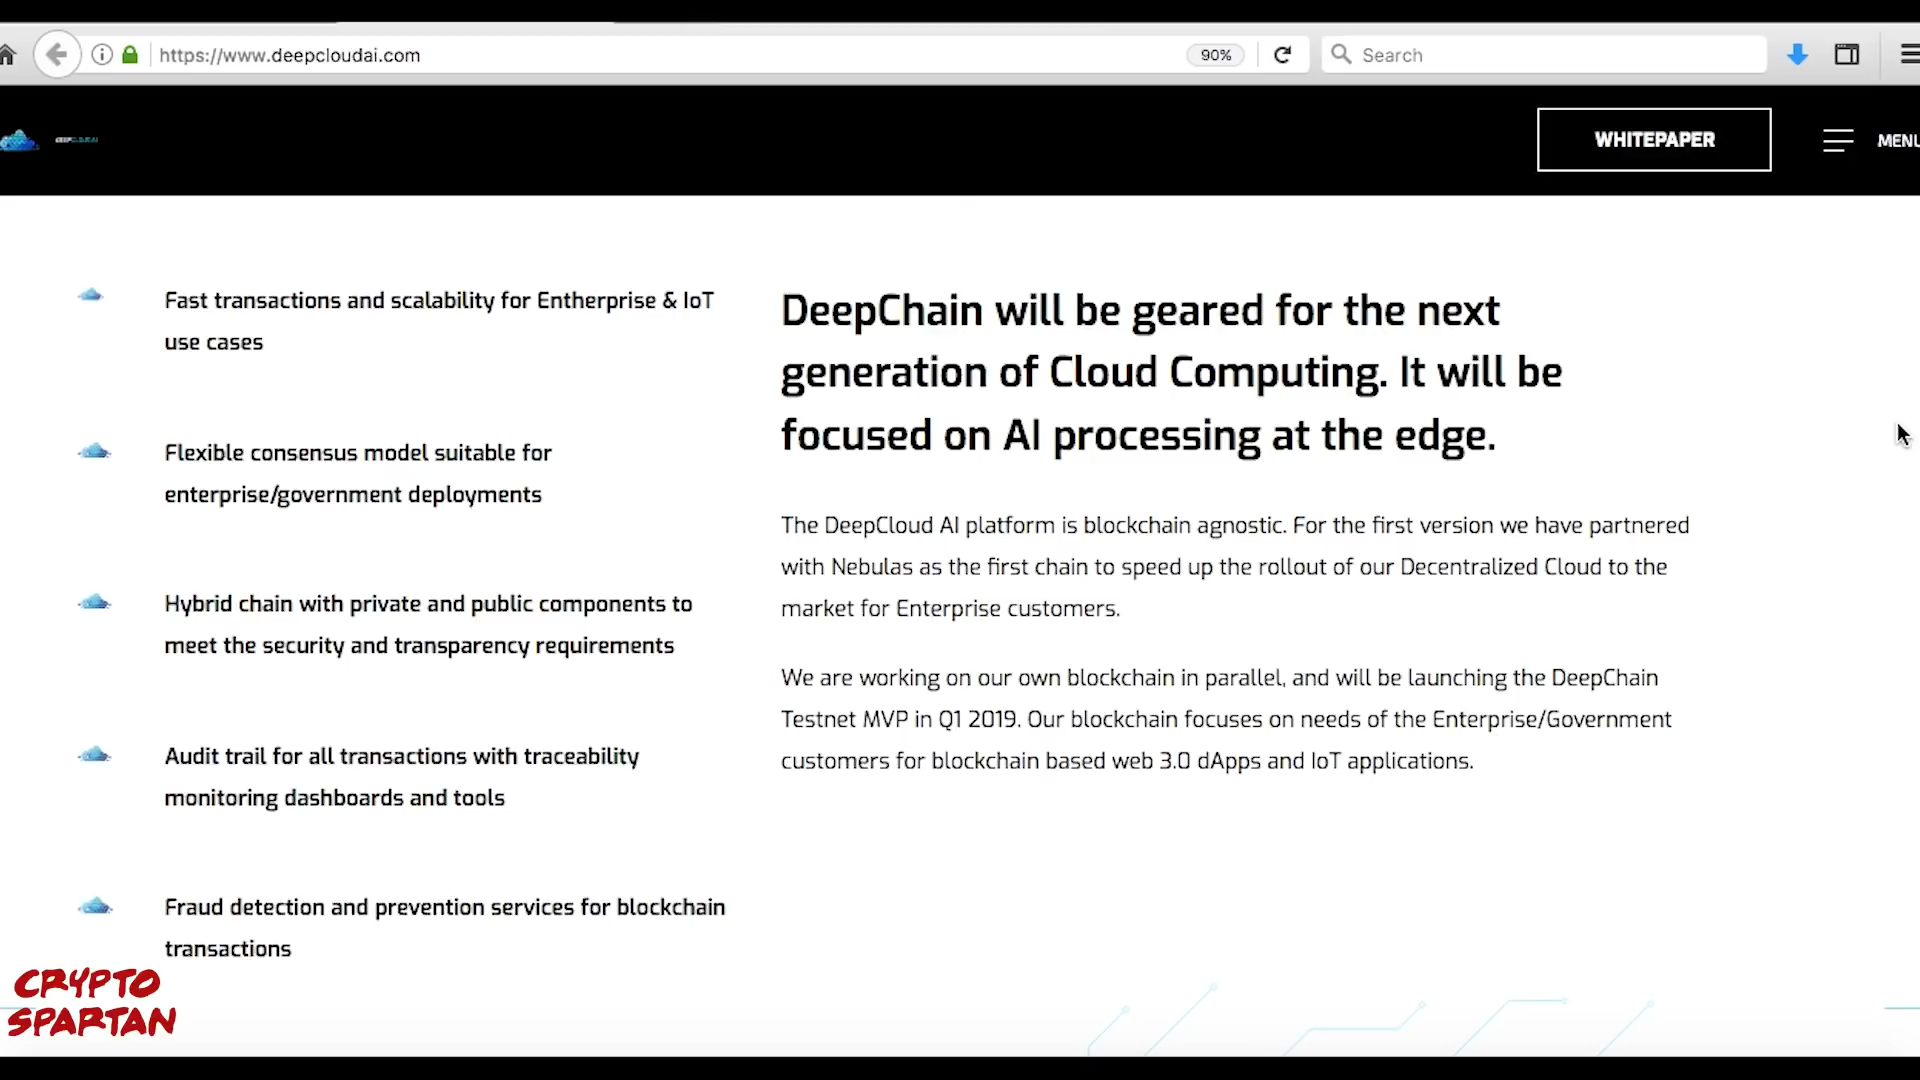 https://www.deepcloudai.com
90%
Search
DEEPCLOUDAI
WHITEPAPER
MENU
Fast transactions and scalability for Entherprise & IoT
use cases
Flexible consensus model suitable for
enterprise/government deployments
Hybrid chain with private and public components to
meet the security and transparency requirements
Audit trail for all transactions with traceability
monitoring dashboards and tools
Fraud detection and prevention services for blockchain
transactions
DeepChain will be geared for the next
generation of Cloud Computing. It will be
focused on AI processing at the edge.
The DeepCloud AI platform is blockchain agnostic. For the first version we have partnered
with Nebulas as the first chain to speed up the rollout of our Decentralized Cloud to the
market for Enterprise customers.
We are working on our own blockchain in parallel, and will be launching the DeepChain
Testnet MVP in Q1 2019. Our blockchain focuses on needs of the Enterprise/Government
customers for blockchain based web 3.0 dApps and IoT applications.
CRYPTO
SPARTAN